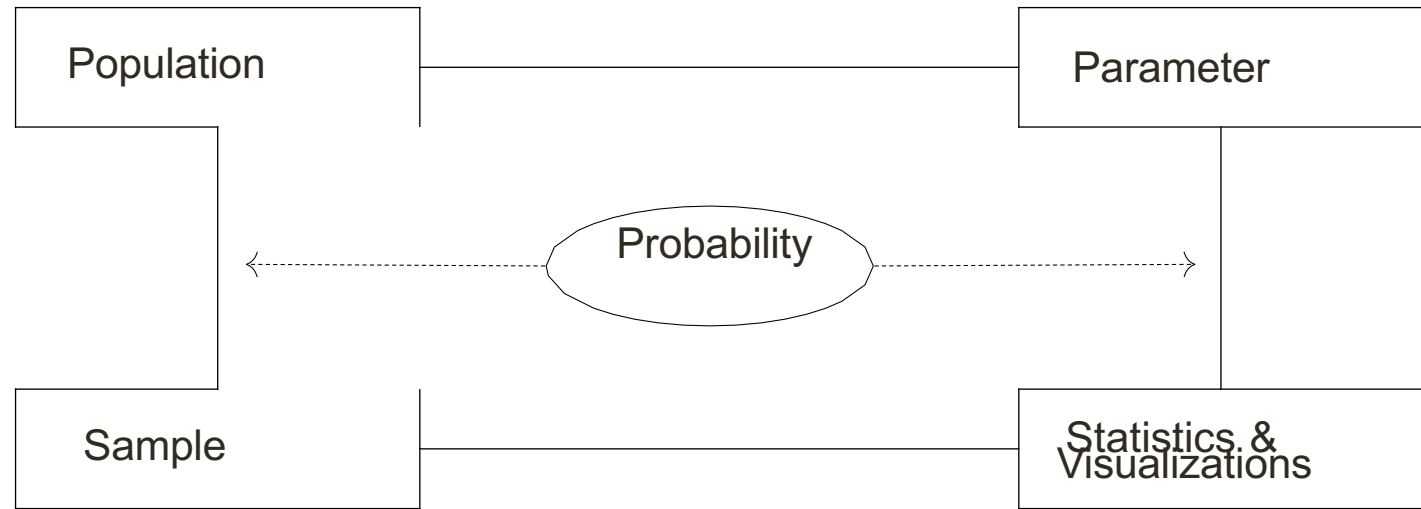 Population
Parameter
Probability
Sample
Statistics &
Visualizations